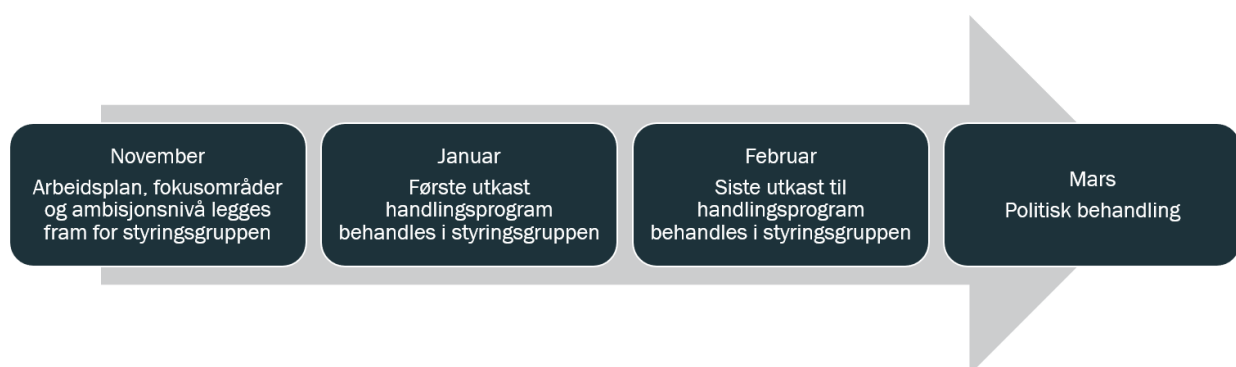 November
Arbeidsplan, fokusområder
og ambisjonsnivå legges
fram for styringsgruppen
Januar
Første utkast
handlingsprogram
behandles i styringsgruppen
Februar
Siste utkast til
handlingsprogram
behandles i styringsgruppen
Mars
Politisk behandling